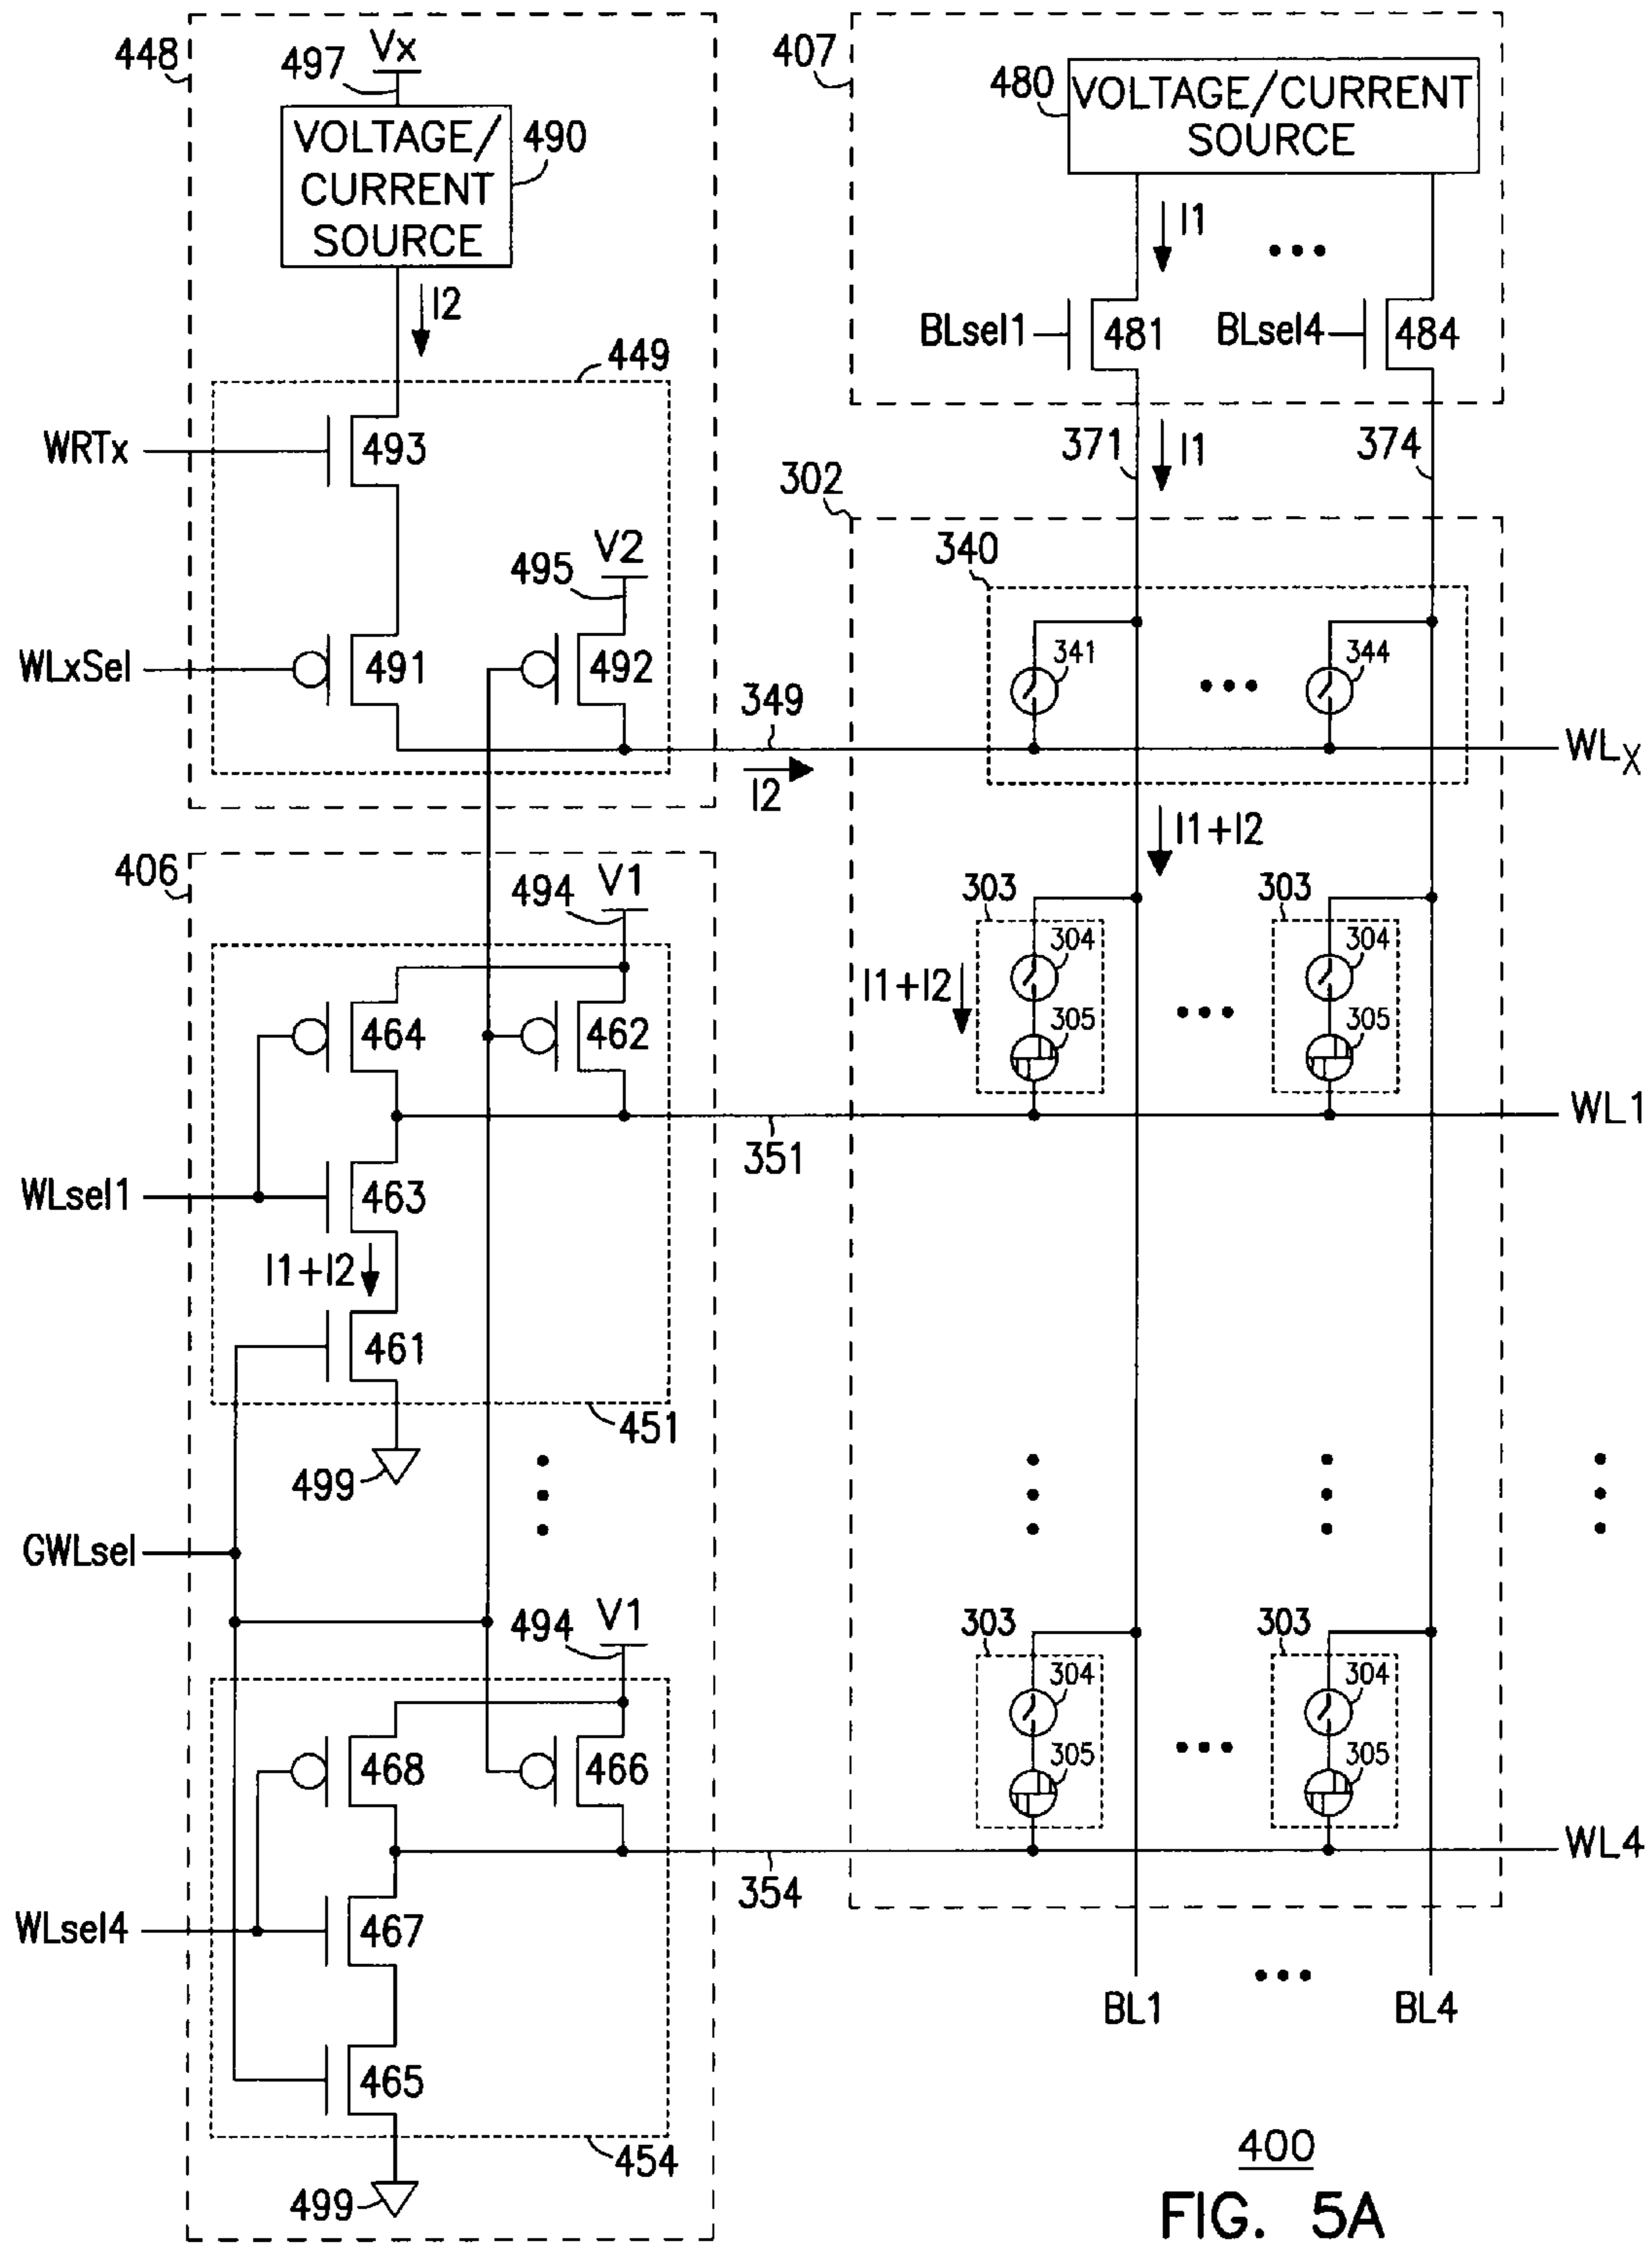 448
497
Vx
VOLTAGE/
CURRENT
SOURCE
490
I2
449
WRTx
493
V2
495
WLxSel
491
492
349
I2
407
480
VOLTAGE/CURRENT
SOURCE
I1
•••
BLsel1
481
BLsel4
484
371
I1
374
302
340
341
•••
344
WLX
I1+I2
406
V1
494
464
462
WLsel1
463
I1+I2
461
451
499
351
303
304
305
I1+I2
•••
303
304
305
WL1
GWLsel
V1
494
468
466
WLsel4
467
465
454
499
354
303
304
305
•••
303
304
305
WL4
BL1
•••
BL4
400
FIG. 5A